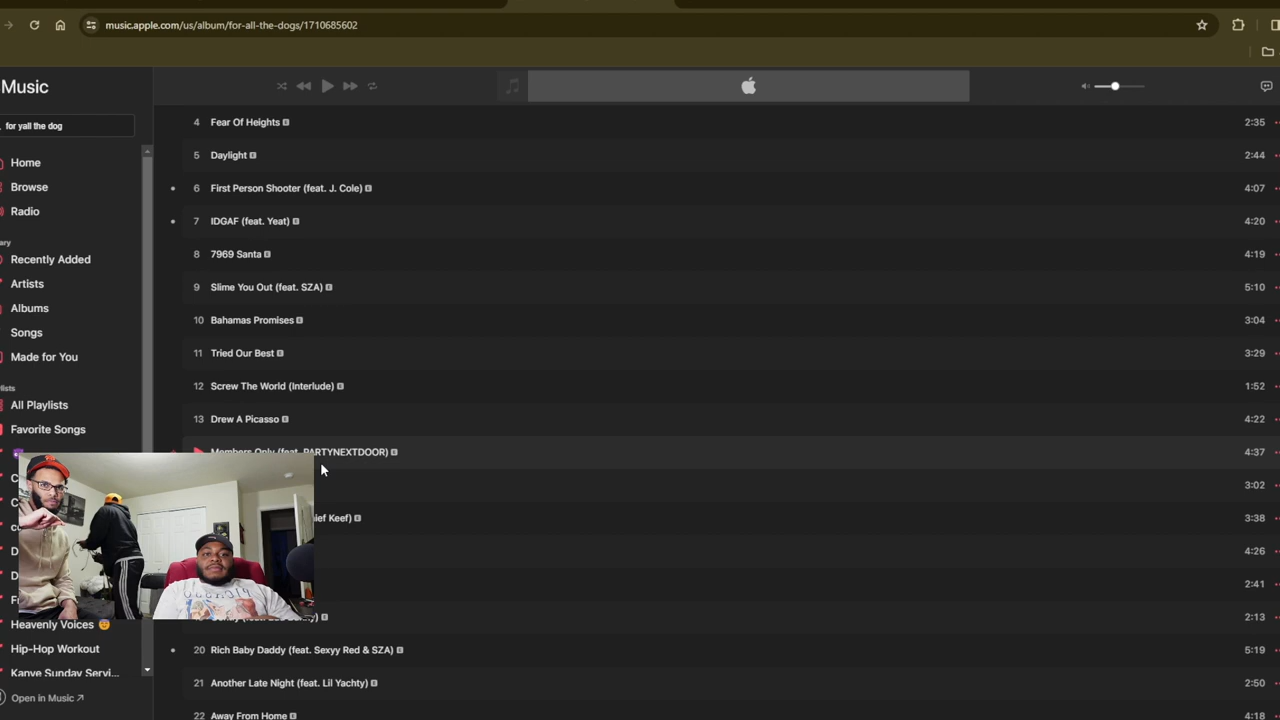 music.apple.com/us/album/for-all-the-dogs/1710685602
Music
for yall the dog
Home
Browse
Radio
Recently Added
Artists
Albums
Songs
Made for You
All Playlists
Favorite Songs
Heavenly Voices
Hip-Hop Workout
Kanye Sunday Servi...
Open in Music ↗
4 Fear Of Heights E 2:35
5 Daylight E 2:44
6 First Person Shooter (feat. J. Cole) E 4:07
7 IDGAF (feat. Yeat) E 4:20
8 7969 Santa E 4:19
9 Slime You Out (feat. SZA) E 5:10
10 Bahamas Promises E 3:04
11 Tried Our Best E 3:29
12 Screw The World (Interlude) E 1:52
13 Drew A Picasso E 4:22
Members Only (feat. PARTYNEXTDOOR) E 4:37
3:02
ief Keef) E 3:38
4:26
2:41
2:13
20 Rich Baby Daddy (feat. Sexyy Red & SZA) E 5:19
21 Another Late Night (feat. Lil Yachty) E 2:50
22 Away From Home E 4:18